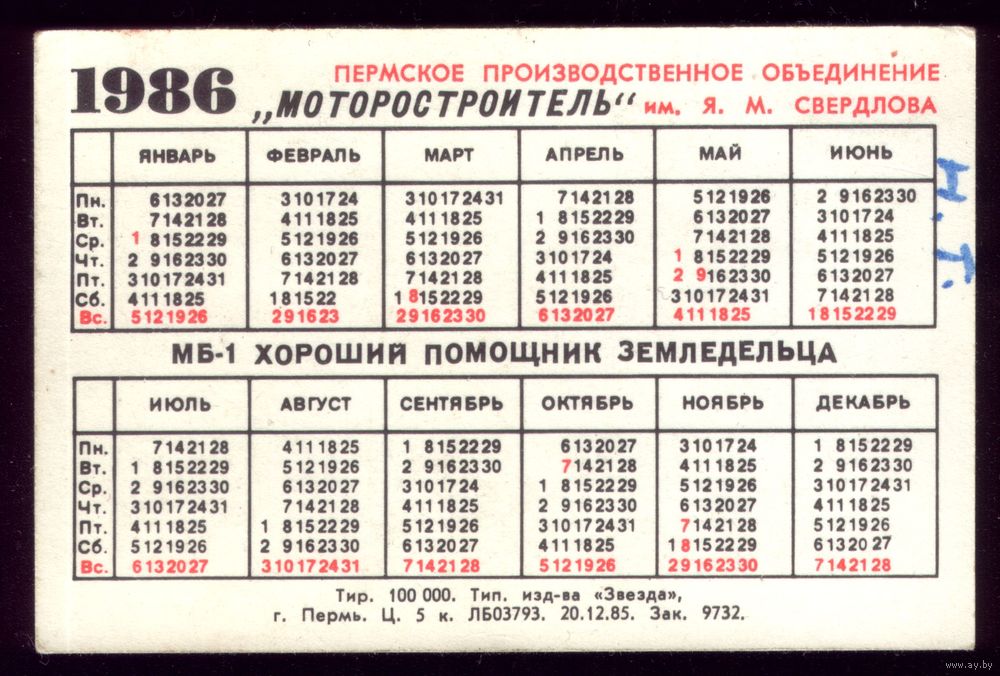 1986 ПЕРМСКОЕ ПРОИЗВОДСТВЕННОЕ ОБЪЕДИНЕНИЕ
„МОТОРОСТРОИТЕЛЬ“ им. Я. М. СВЕРДЛОВА
ЯНВАРЬ ФЕВРАЛЬ МАРТ АПРЕЛЬ МАЙ ИЮНЬ
Пн. 6 13 20 27 3 10 17 24 3 10 17 24 31 7 14 21 28 5 12 19 26 2 9 16 23 30
Вт. 7 14 21 28 4 11 18 25 4 11 18 25 1 8 15 22 29 6 13 20 27 3 10 17 24
Ср. 1 8 15 22 29 5 12 19 26 5 12 19 26 2 9 16 23 30 7 14 21 28 4 11 18 25
Чт. 2 9 16 23 30 6 13 20 27 6 13 20 27 3 10 17 24 1 8 15 22 29 5 12 19 26
Пт. 3 10 17 24 31 7 14 21 28 7 14 21 28 4 11 18 25 2 9 16 23 30 6 13 20 27
Сб. 4 11 18 25 1 8 15 22 1 8 15 22 29 5 12 19 26 3 10 17 24 31 7 14 21 28
Вс. 5 12 19 26 2 9 16 23 2 9 16 23 30 6 13 20 27 4 11 18 25 1 8 15 22 29
Н. Т.
МБ-1 ХОРОШИЙ ПОМОЩНИК ЗЕМЛЕДЕЛЬЦА
ИЮЛЬ АВГУСТ СЕНТЯБРЬ ОКТЯБРЬ НОЯБРЬ ДЕКАБРЬ
Пн. 7 14 21 28 4 11 18 25 1 8 15 22 29 6 13 20 27 3 10 17 24 1 8 15 22 29
Вт. 1 8 15 22 29 5 12 19 26 2 9 16 23 30 7 14 21 28 4 11 18 25 2 9 16 23 30
Ср. 2 9 16 23 30 6 13 20 27 3 10 17 24 1 8 15 22 29 5 12 19 26 3 10 17 24 31
Чт. 3 10 17 24 31 7 14 21 28 4 11 18 25 2 9 16 23 30 6 13 20 27 4 11 18 25
Пт. 4 11 18 25 1 8 15 22 29 5 12 19 26 3 10 17 24 31 7 14 21 28 5 12 19 26
Сб. 5 12 19 26 2 9 16 23 30 6 13 20 27 4 11 18 25 1 8 15 22 29 6 13 20 27
Вс. 6 13 20 27 3 10 17 24 31 7 14 21 28 5 12 19 26 2 9 16 23 30 7 14 21 28
Тир. 100 000. Тип. изд-ва «Звезда»,
г. Пермь. Ц. 5 к. ЛБ03793. 20.12.85. Зак. 9732.
www.ay.by